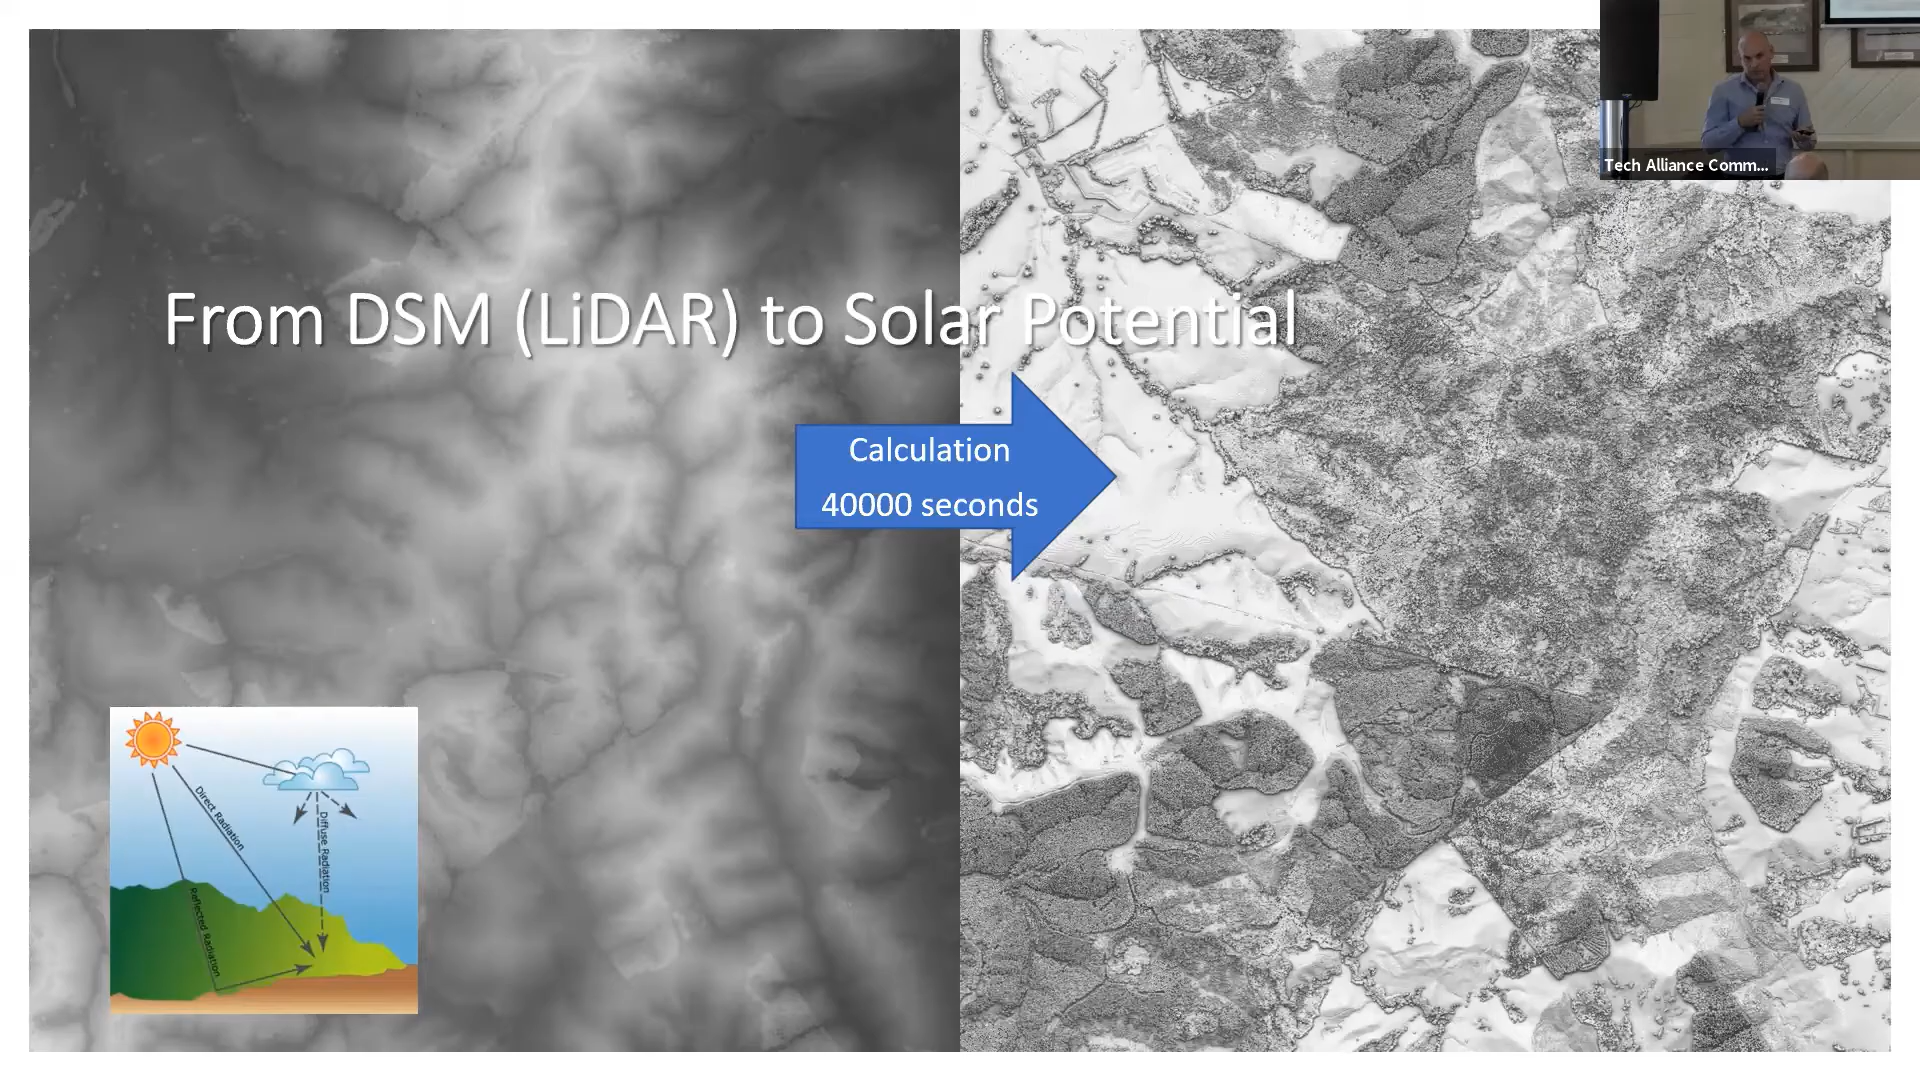 Tech Alliance Comm...
From DSM (LiDAR) to Solar Potential
Calculation
40000 seconds
Direct Radiation
Diffuse Radiation
Reflected Radiation